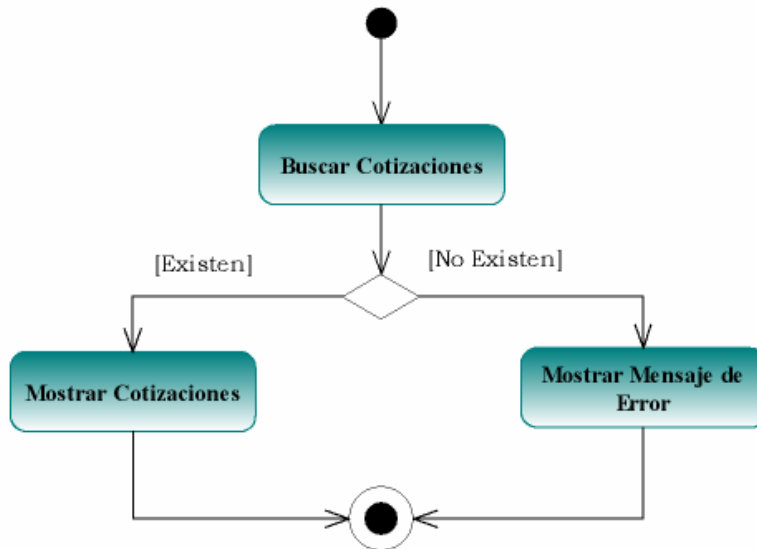 Buscar Cotizaciones
[Existen]
[No Existen]
Mostrar Cotizaciones
Mostrar Mensaje de
Error